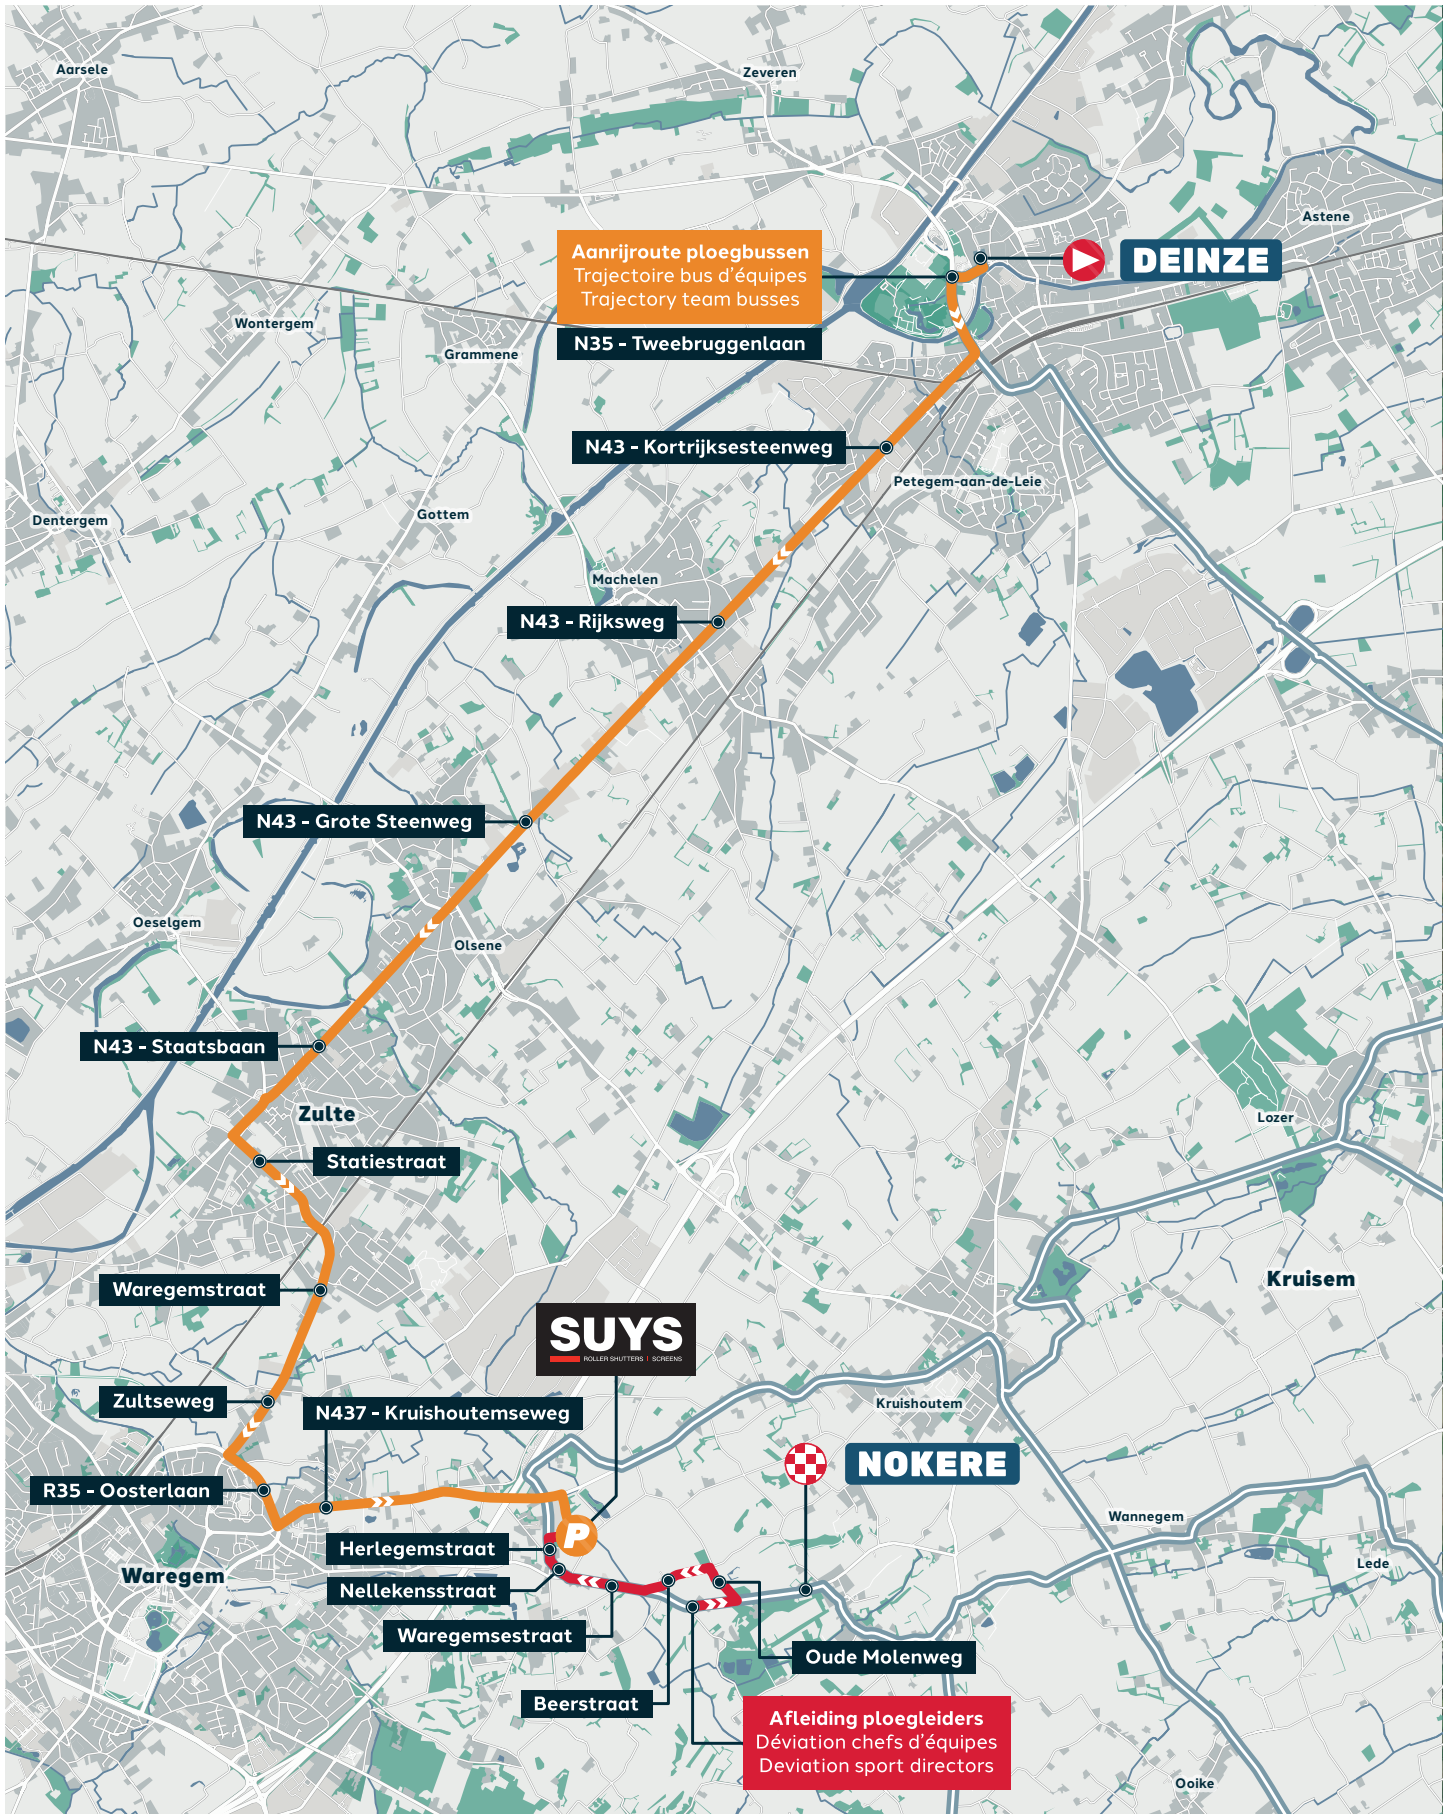 Aarsele
Zeveren
Astene
Aanrijroute ploegbussen
Trajectoire bus d'équipes
Trajectory team busses
DEINZE
Wontergem
N35 - Tweebruggenlaan
Grammene
N43 - Kortrijksesteenweg
Petegem-aan-de-Leie
Gottem
Dentergem
Machelen
N43 - Rijksweg
N43 - Grote Steenweg
Oeselgem
Olsene
N43 - Staatsbaan
Zulte
Lozer
Statiestraat
Kruisem
Waregemstraat
SUYS
ROLLER SHUTTERS | SCREENS
Zultseweg
N437 - Kruishoutemseweg
Kruishoutem
NOKERE
R35 - Oosterlaan
Wannegem
P
Herlegemstraat
Lede
Waregem
Nellekensstraat
Waregemsestraat
Oude Molenweg
Beerstraat
Afleiding ploegleiders
Déviation chefs d'équipes
Deviation sport directors
Ooike